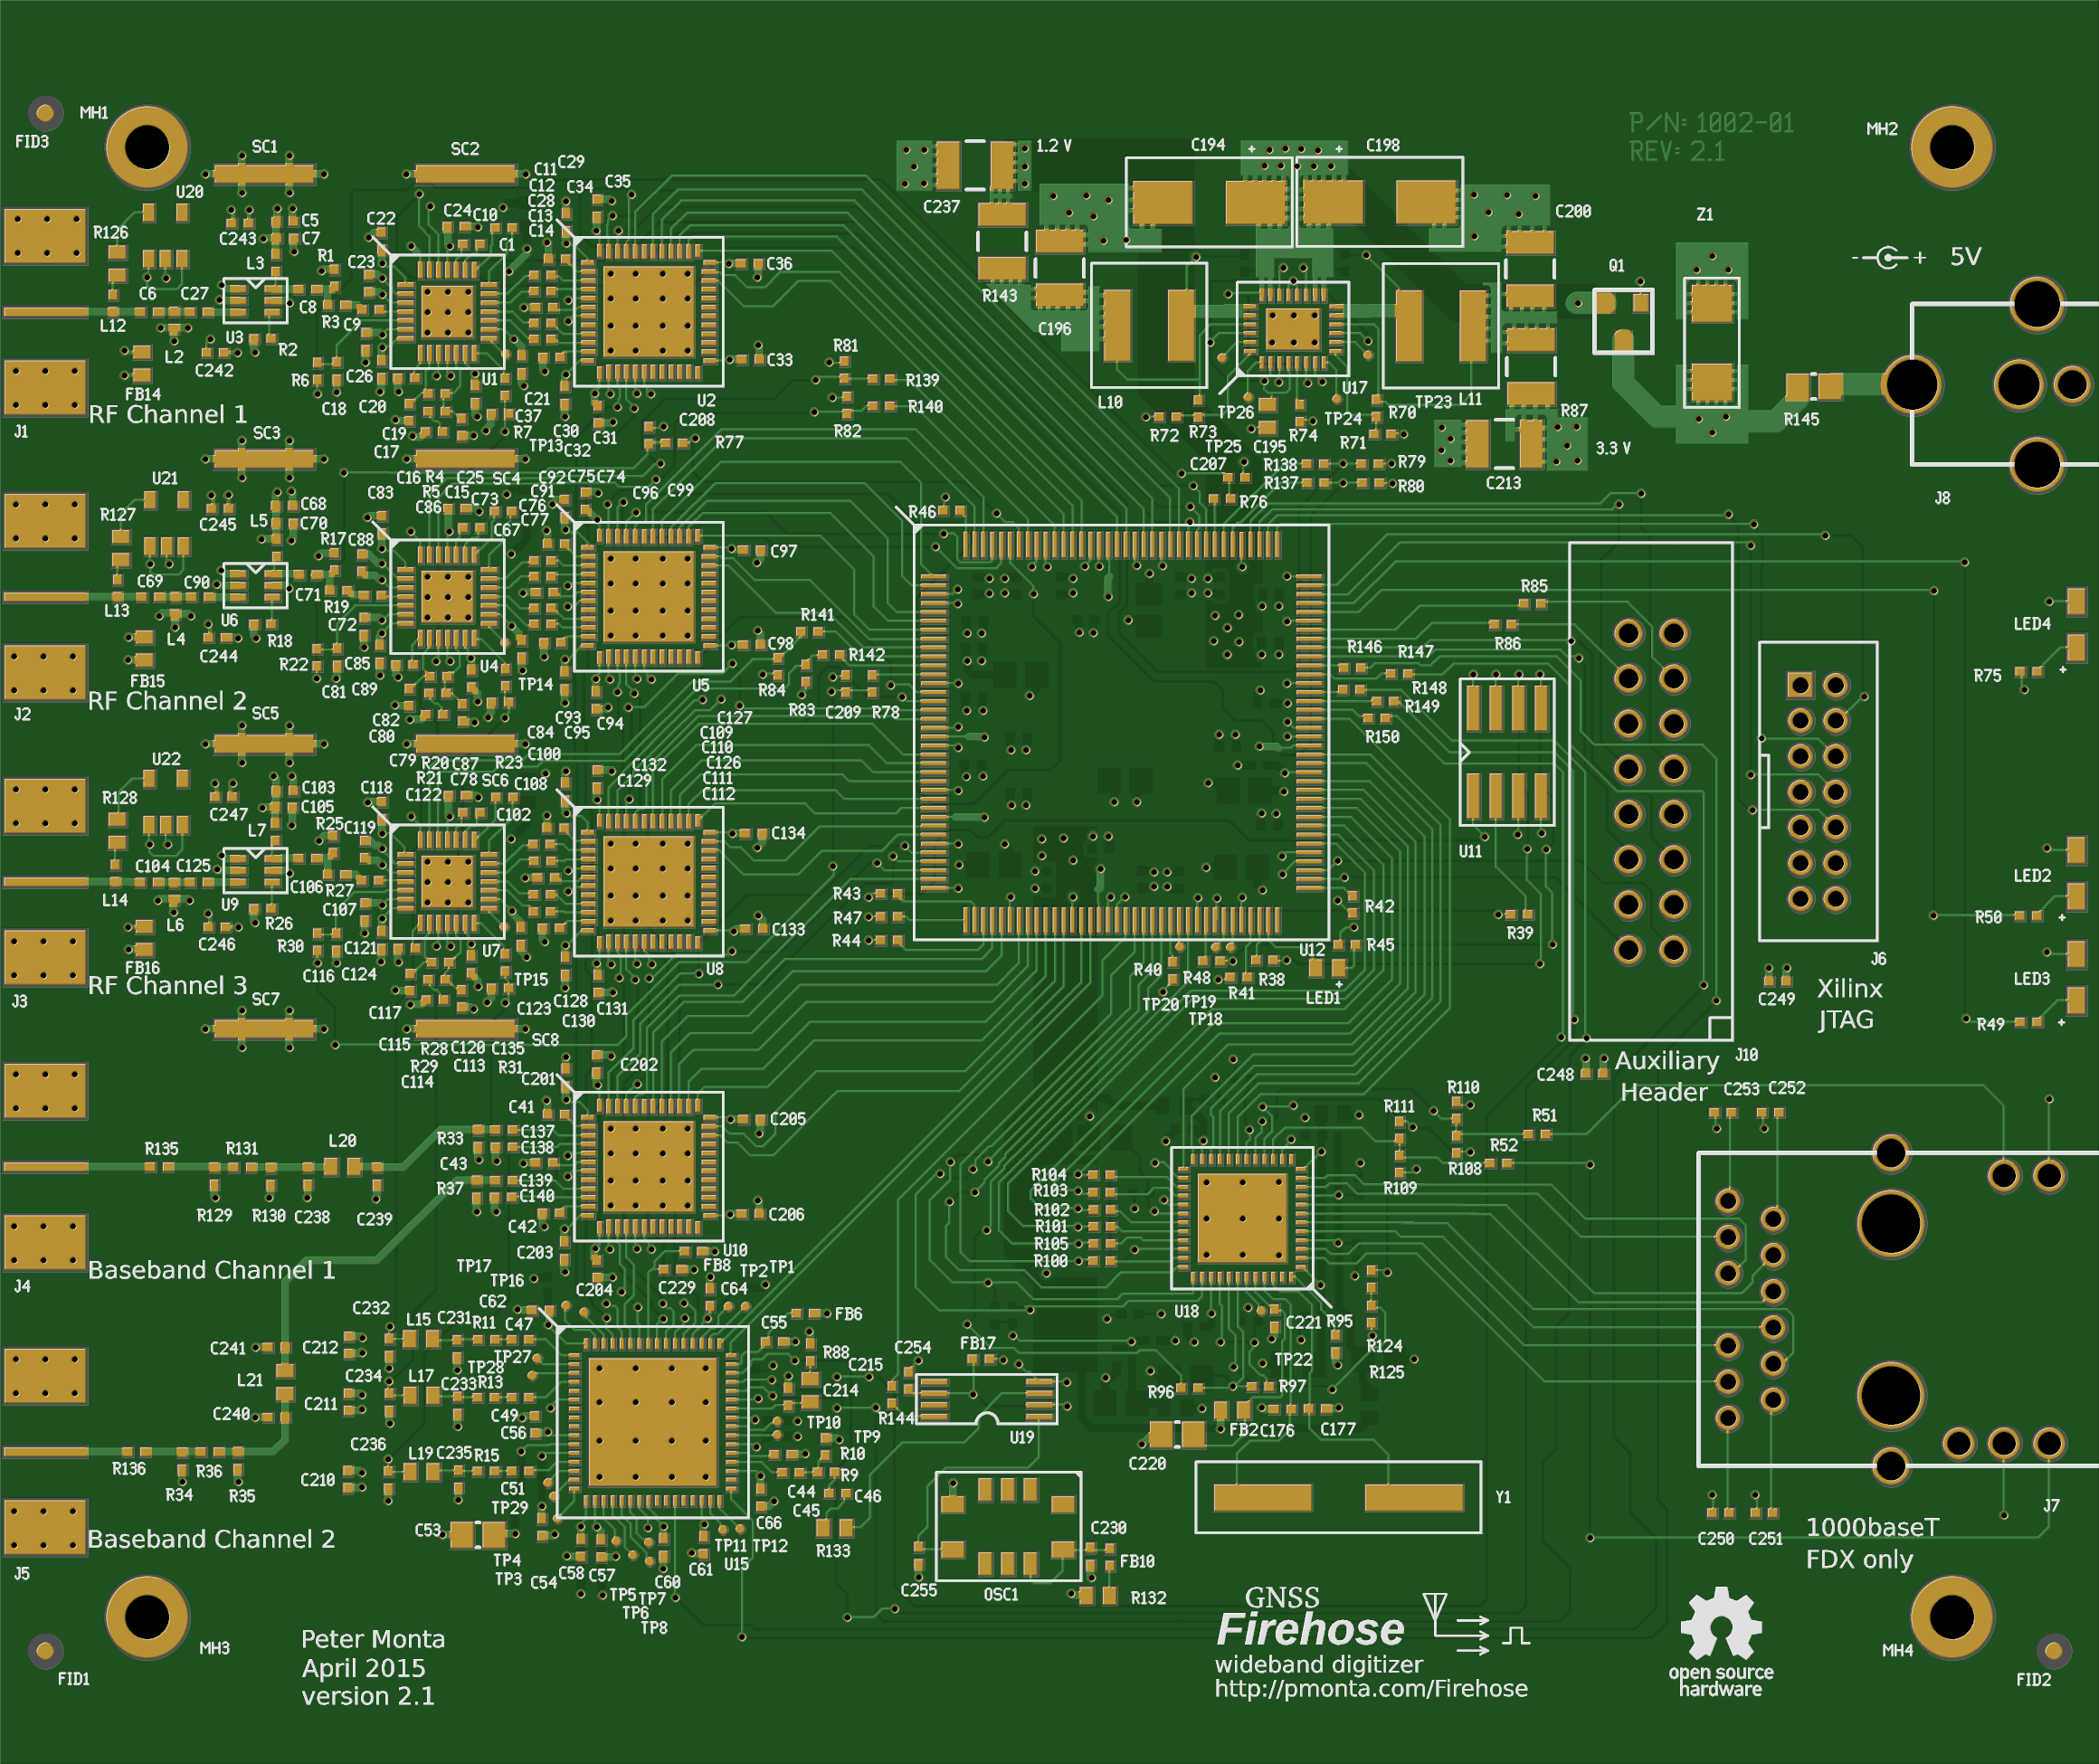 P/N: 1002-01
REV: 2.1
MH1
FID3
MH2
SC1
SC2
U20
1.2 V
C237
C194
C198
C200
Z1
Q1
- + 5V
C11
C29
C12
C28
C34
C35
C13
C14
C24
C10
C1
C22
C23
C5
C7
C243
R126
L3
R1
C6
C27
C8
L12
L2
U3
R2
C242
R3
C9
FB14
R6
C18
C26
C20
U1
C21
C37
R7
C19
C17
TP13
C30
C32
C31
U2
C36
C33
C208
R77
R81
R139
R140
R82
R143
C196
L10
U17
L11
TP26
TP25
TP24
TP23
C195
R72
R73
R74
R70
R71
R87
R145
J8
3.3 V
C213
C207
R138
R137
R79
R80
R76
J1
RF Channel 1
SC3
SC4
U21
C16
R4
C25
R5
C15
C86
C73
C67
C92
C75
C74
C91
C76
C77
C96
C99
C83
C68
C70
C245
R127
L5
R17
C88
C69
C90
C71
L13
L4
U6
R18
C244
R19
C72
FB15
R22
C81
C85
C89
U4
TP14
C82
C80
C93
C95
C94
U5
C97
C98
R141
R142
R84
R83
C209
R78
R46
R85
R86
R146
R147
R148
R149
R150
LED4
R75
J2
RF Channel 2
SC5
SC6
U22
C79
R20
C87
R21
C78
R23
C84
C100
C122
C108
C102
C127
C109
C110
C126
C111
C112
C132
C129
C118
C103
C105
C247
R128
L7
R25
C119
C104
C125
C106
L14
L6
U9
R26
C246
R27
C107
FB16
R30
C116
C121
C124
U7
TP15
C123
C117
C128
C130
C131
U8
C134
C133
R43
R47
R44
R42
R45
U12
LED1
R40
R48
R38
R41
TP20
TP19
TP18
U11
R39
LED2
R50
LED3
R49
J6
C249
Xilinx
JTAG
J3
RF Channel 3
SC7
SC8
C115
R28
C120
C135
R29
C113
R31
C114
C201
C202
J10
Auxiliary
Header
C248
C253
C252
R110
R111
R51
R52
R108
R109
C41
C137
C138
R33
C43
C139
C140
R37
C42
C203
C204
C205
C206
R135
R131
L20
R129
R130
C238
C239
U10
R104
R103
R102
R101
R105
R100
U18
J4
Baseband Channel 1
TP17
TP16
C229
FB8
TP2
TP1
C64
C62
C47
C232
L15
C231
R11
C241
C212
C234
L17
TP28
C233
R13
TP27
L21
C211
C240
C49
C56
C236
L19
C235
R15
C210
C51
TP29
C55
FB6
R88
C215
C214
C254
R144
FB17
U19
TP10
TP9
R10
R9
C44
C45
C46
C66
R133
C221
R95
R124
R125
TP22
R96
R97
FB2
C176
C177
C220
Y1
R136
R36
R34
R35
J5
Baseband Channel 2
C53
TP4
TP3
C54
C58
C57
C60
C61
TP5
TP6
TP7
TP8
TP11
TP12
U15
C255
OSC1
C230
FB10
R132
C250
C251
J7
1000baseT
FDX only
GNSS
Firehose
wideband digitizer
http://pmonta.com/Firehose
open source
hardware
MH3
MH4
FID1
FID2
Peter Monta
April 2015
version 2.1